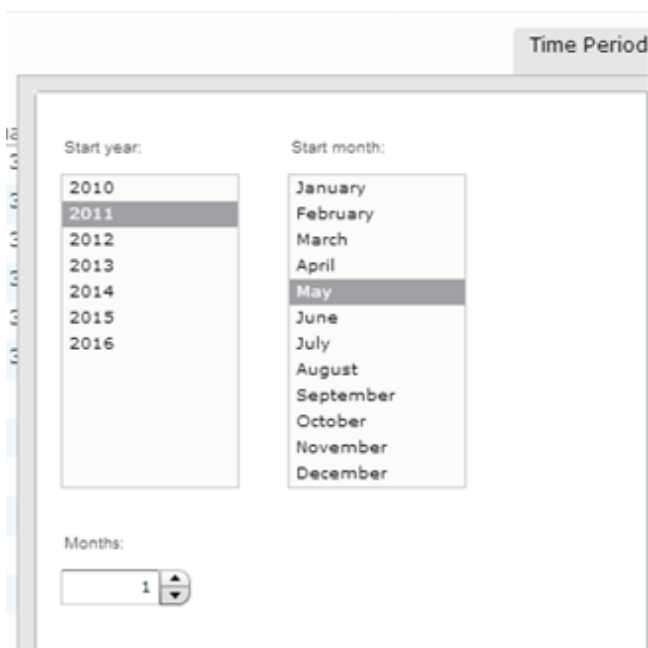 Time Period
Start year:
2010
2011
2012
2013
2014
2015
2016
Start month:
January
February
March
April
May
June
July
August
September
October
November
December
Months:
1